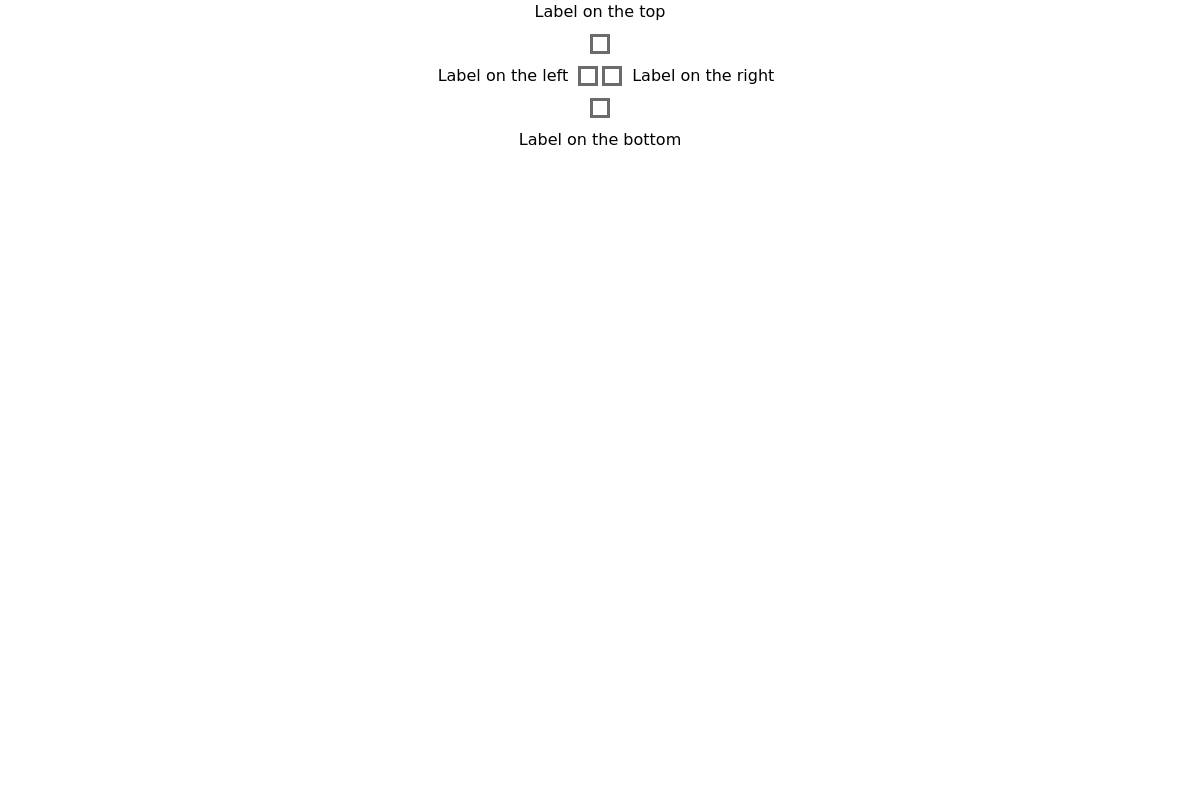 Label on the top
Label on the left
Label on the right
Label on the bottom